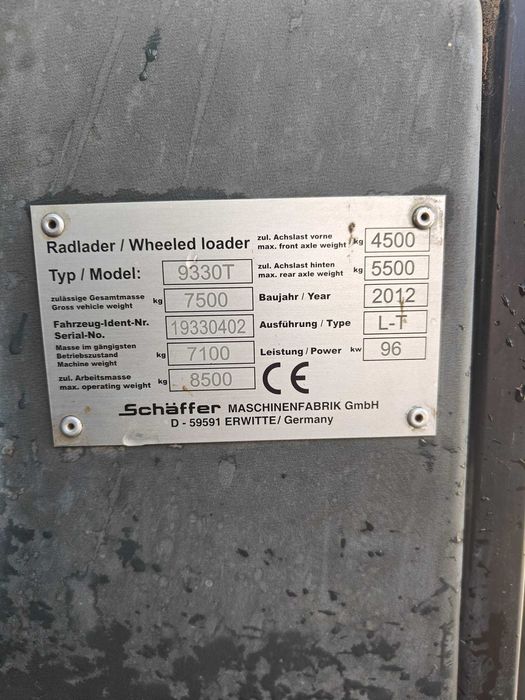 Radlader / Wheeled loader
zul. Achslast vorne
max. front axle weight kg 4500
Typ / Model: 9330T
zul. Achslast hinten
max. rear axle weight kg 5500
zulässige Gesamtmasse
Gross vehicle weight kg 7500
Baujahr / Year 2012
Fahrzeug-Ident-Nr.
Serial-No. 19330402
Ausführung / Type L-T
Masse im gängigsten
Betriebszustand
Machine weight kg 7100
Leistung / Power kw 96
zul. Arbeitsmasse
max. operating weight kg 8500
CE
Schäffer MASCHINENFABRIK GmbH
D - 59591 ERWITTE / Germany